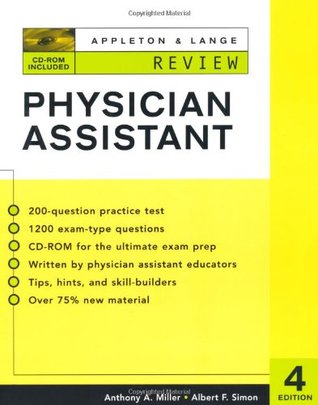 CD-ROM
INCLUDED
APPLETON & LANGE
REVIEW
PHYSICIAN
ASSISTANT
200-question practice test
1200 exam-type questions
CD-ROM for the ultimate exam prep
Written by physician assistant educators
Tips, hints, and skill-builders
Over 75% new material
Anthony A. Miller • Albert F. Simon
4
EDITION